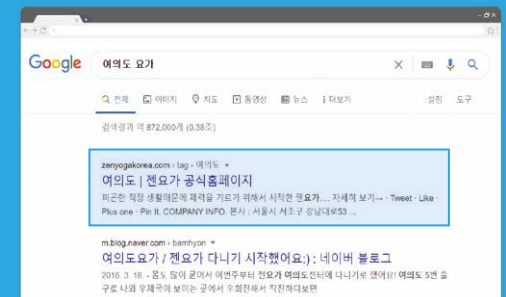 Google 여의도 요가
전체 이미지 지도 동영상 뉴스 더보기 설정 도구
검색결과 약 872,000개 (0.38초)
zenyogakorea.com › tag › 여의도
여의도 | 젠요가 공식홈페이지
피곤한 직장 생활때문에 체력을 기르기 위해서 시작한 젠요가.... 자세히 보기→ · Tweet · Like ·
Plus one · Pin It. COMPANY INFO. 본사 : 서울시 서초구 강남대로53 ...
m.blog.naver.com › bamhyon
여의도요가 / 젠요가 다니기 시작했어요:) : 네이버 블로그
2016. 3. 16. - 몸도 많이 굳어서 이번주부터 젠요가 여의도센터에 다니기로 했어요! 여의도 5번 출
구로 나와 우체국이 보이는 곳에서 우회전해서 직진하다보면